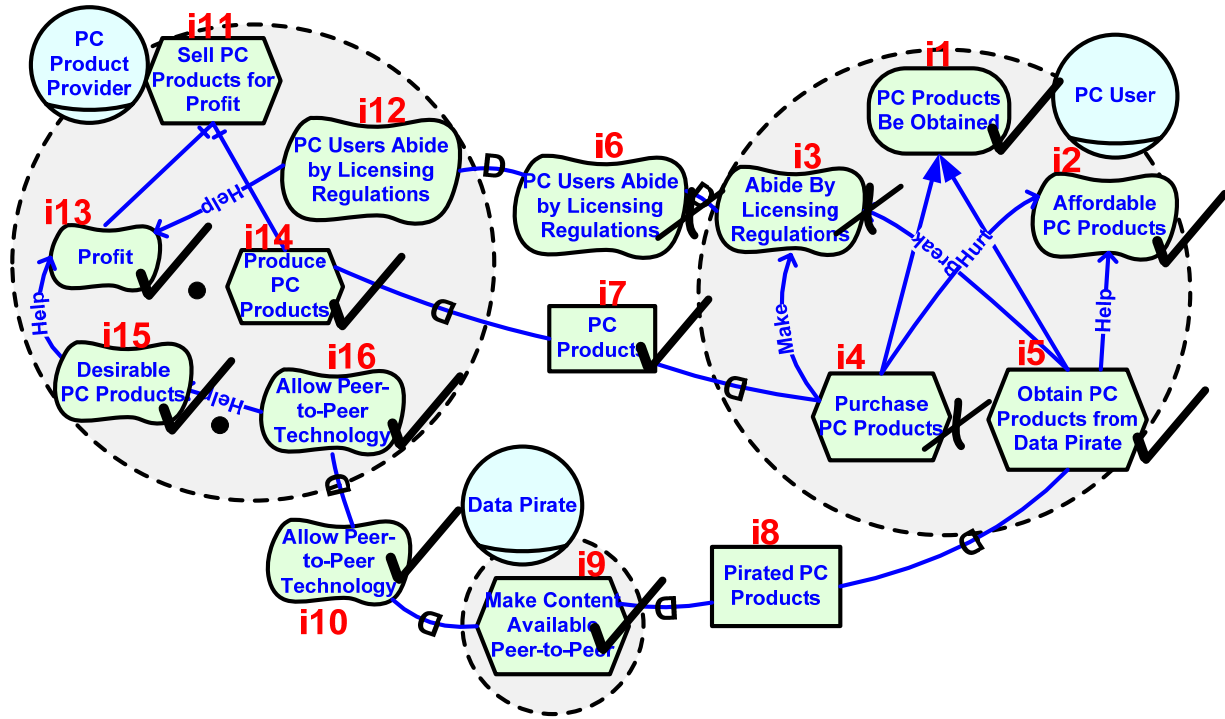 i11
PC
Product
Provider
Sell PC
Products for
Profit
i12
PC Users Abide
by Licensing
Regulations
D
i6
PC Users Abide
by Licensing
Regulations
D
i3
Abide By
Licensing
Regulations
i1
PC Products
Be Obtained
PC User
i2
Affordable
PC Products
Help
i13
Profit
i14
Produce
PC
Products
D
i7
PC
Products
D
Break
Hurt
Make
Help
i4
Purchase
PC Products
i5
Obtain PC
Products from
Data Pirate
Help
i15
Desirable
PC Products
Help
i16
Allow Peer-
to-Peer
Technology
D
Data Pirate
Allow Peer-
to-Peer
Technology
i10
D
i9
Make Content
Available
Peer-to-Peer
D
i8
Pirated PC
Products
D